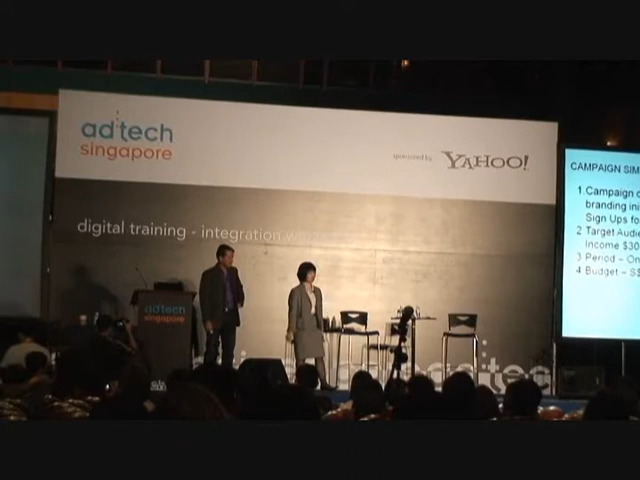 ad:tech
singapore
sponsored by YAHOO!
digital training - integration
ad:tech
singapore
CAMPAIGN SIM
1.Campaign
branding
Sign Ups fo
2 Target Audie
Income $30
3 Period – On
4 Budget – S$